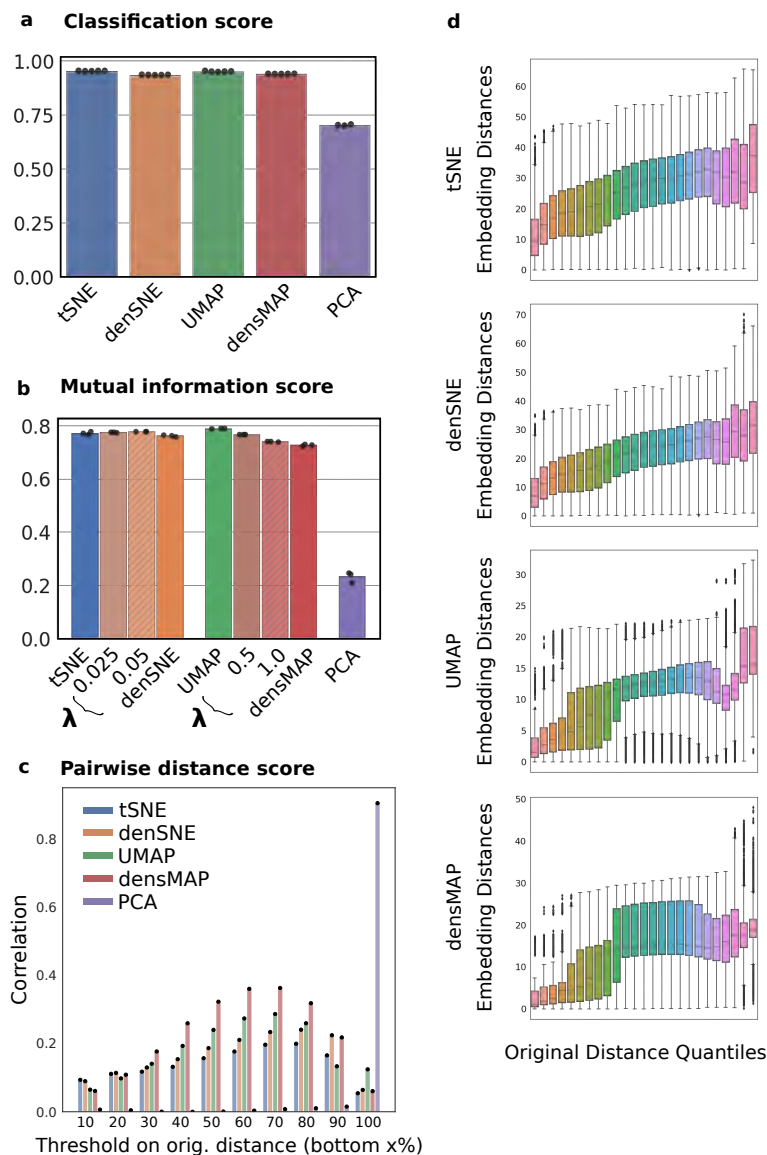 a Classification score
1.00
0.75
0.50
0.25
0.00
tSNE
denSNE
UMAP
densMAP
PCA
b Mutual information score
0.8
0.6
0.4
0.2
0.0
tSNE
0.025
0.05
denSNE
UMAP
0.5
1.0
densMAP
PCA
λ
λ
c Pairwise distance score
tSNE
denSNE
UMAP
densMAP
PCA
Correlation
0.8
0.6
0.4
0.2
0.0
10 20 30 40 50 60 70 80 90 100
Threshold on orig. distance (bottom x%)
d
tSNE
Embedding Distances
60
50
40
30
20
10
0
denSNE
Embedding Distances
70
60
50
40
30
20
10
0
UMAP
Embedding Distances
30
25
20
15
10
5
0
densMAP
Embedding Distances
50
40
30
20
10
0
Original Distance Quantiles